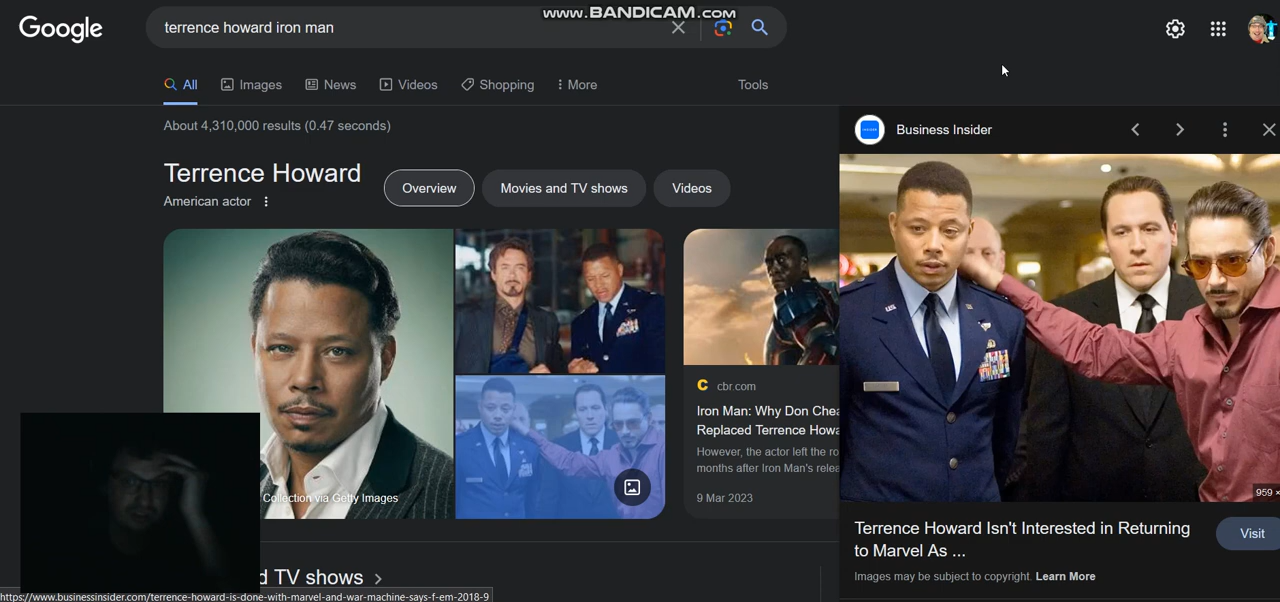 www.BANDICAM.com
Google
terrence howard iron man
All
Images
News
Videos
Shopping
More
Tools
About 4,310,000 results (0.47 seconds)
Terrence Howard
American actor
Overview
Movies and TV shows
Videos
Collection via Getty Images
C cbr.com
Iron Man: Why Don Chea
Replaced Terrence Howa
However, the actor left the ro
months after Iron Man's relea
9 Mar 2023
d TV shows
https://www.businessinsider.com/terrence-howard-is-done-with-marvel-and-war-machine-says-f-em-2018-9
Business Insider
959 ×
Terrence Howard Isn't Interested in Returning
to Marvel As ...
Visit
Images may be subject to copyright. Learn More